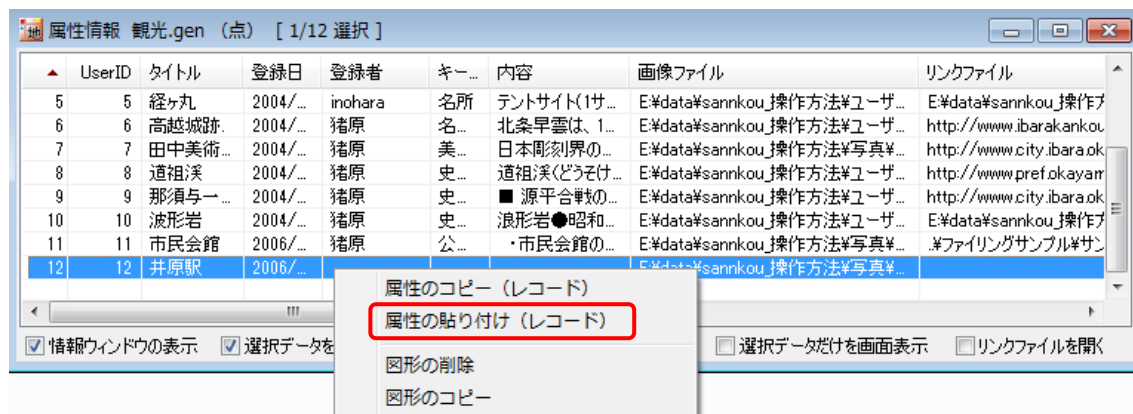 地 属性情報 観光.gen （点） [ 1/12 選択 ]
UserID タイトル 登録日 登録者 キー... 内容 画像ファイル リンクファイル
5 5 経ヶ丸 2004/... inohara 名所 テントサイト(1サ... E:¥data¥sannkou_操作方法¥ユーザ... E:¥data¥sannkou_操作方
6 6 高越城跡. 2004/... 猪原 名... 北条早雲は、1... E:¥data¥sannkou_操作方法¥ユーザ... http://www.ibarakankou
7 7 田中美術... 2004/... 猪原 美... 日本彫刻界の... E:¥data¥sannkou_操作方法¥写真¥... http://www.city.ibara.ok
8 8 道祖渓 2004/... 猪原 史... 道祖渓(どうそけ... E:¥data¥sannkou_操作方法¥ユーザ... http://www.pref.okayam
9 9 那須与一... 2004/... 猪原 史... ■ 源平合戦の... E:¥data¥sannkou_操作方法¥ユーザ... http://www.city.ibara.ok
10 10 波形岩 2004/... 猪原 史... 浪形岩●昭和... E:¥data¥sannkou_操作方法¥ユーザ... E:¥data¥sannkou_操作方
11 11 市民会館 2006/... 猪原 公... ・市民会館の... E:¥data¥sannkou_操作方法¥写真¥... .¥ファイリングサンプル¥サン
12 12 井原駅 2006/... E:¥data¥sannkou_操作方法¥写真¥...
属性のコピー（レコード）
属性の貼り付け（レコード）
情報ウィンドウの表示 選択データを 選択データだけを画面表示 リンクファイルを開く
図形の削除
図形のコピー